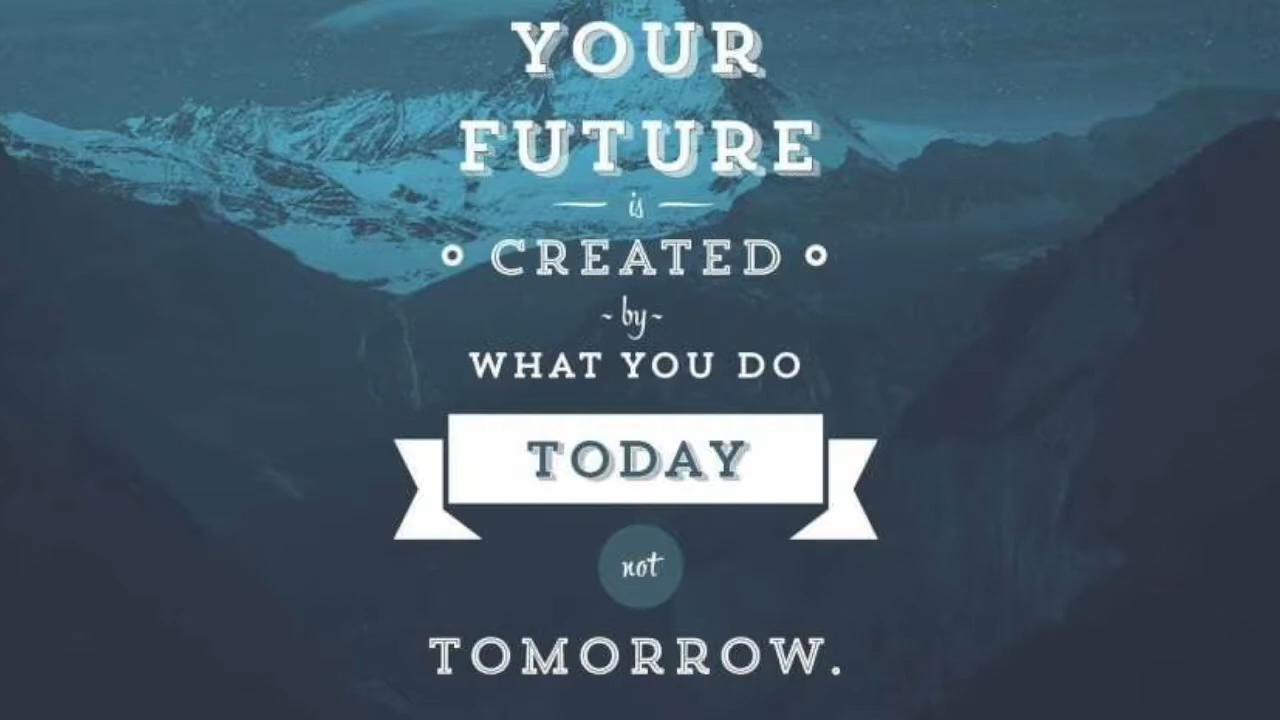 YOUR
FUTURE
is
CREATED
~by~
WHAT YOU DO
TODAY
not
TOMORROW.